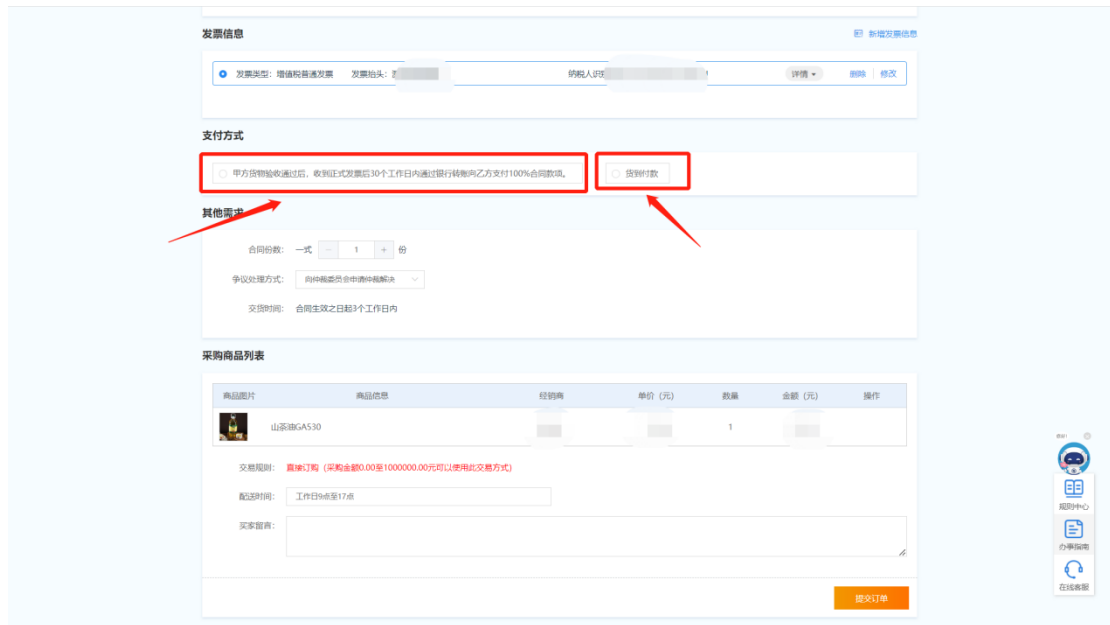 发票信息
新增发票信息
发票类型：增值税普通发票 发票抬头： 纳税人识别 详情 删除 修改
支付方式
甲方货物验收通过后，收到正式发票后30个工作日内通过银行转账向乙方支付100%合同款项。 货到付款
其他需求
合同份数： 一式 － 1 + 份
争议处理方式： 向仲裁委员会申请仲裁解决
交货时间： 合同生效之日起3个工作日内
采购商品列表
商品图片 商品信息 经销商 单价（元） 数量 金额（元） 操作
山茶油GA530 1
交易规则： 直接订购（采购金额0.00至1000000.00元可以使用此交易方式）
配送时间： 工作日9点至17点
买家留言：
提交订单
规则中心
办事指南
在线客服